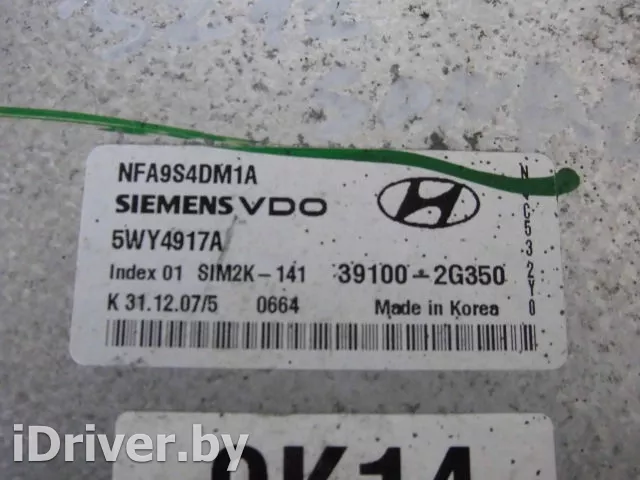 NFA9S4DM1A
SIEMENS VDO
5WY4917A
Index 01 SIM2K-141 39100-2G350
K 31.12.07/5 0664 Made in Korea
9K14
iDriver.by